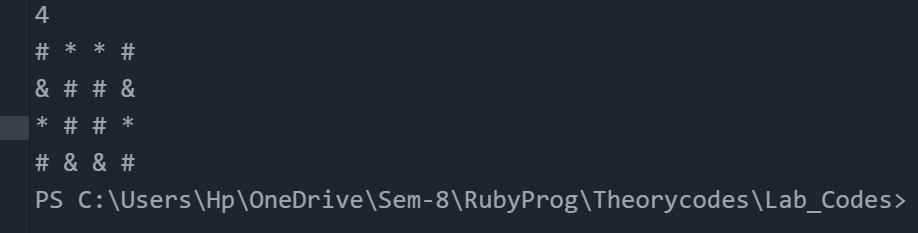 4
# * * #
& # # &
* # # *
# & & #
PS C:\Users\Hp\OneDrive\Sem-8\RubyProg\Theorycodes\Lab_Codes>